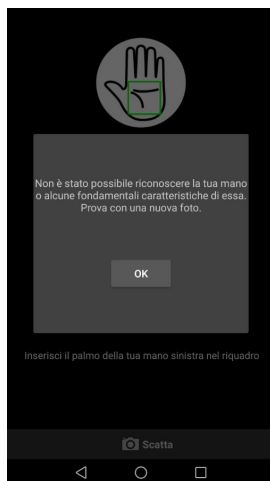 Non è stato possibile riconoscere la tua mano
o alcune fondamentali caratteristiche di essa.
Prova con una nuova foto.
OK
Inserisci il palmo della tua mano sinistra nel riquadro
Scatta